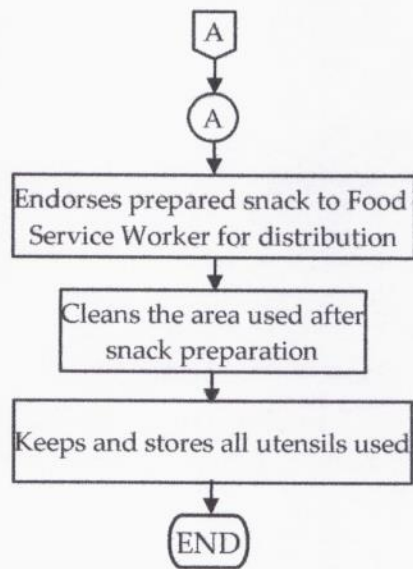 A
A
Endorses prepared snack to Food
Service Worker for distribution
Cleans the area used after
snack preparation
Keeps and stores all utensils used
END